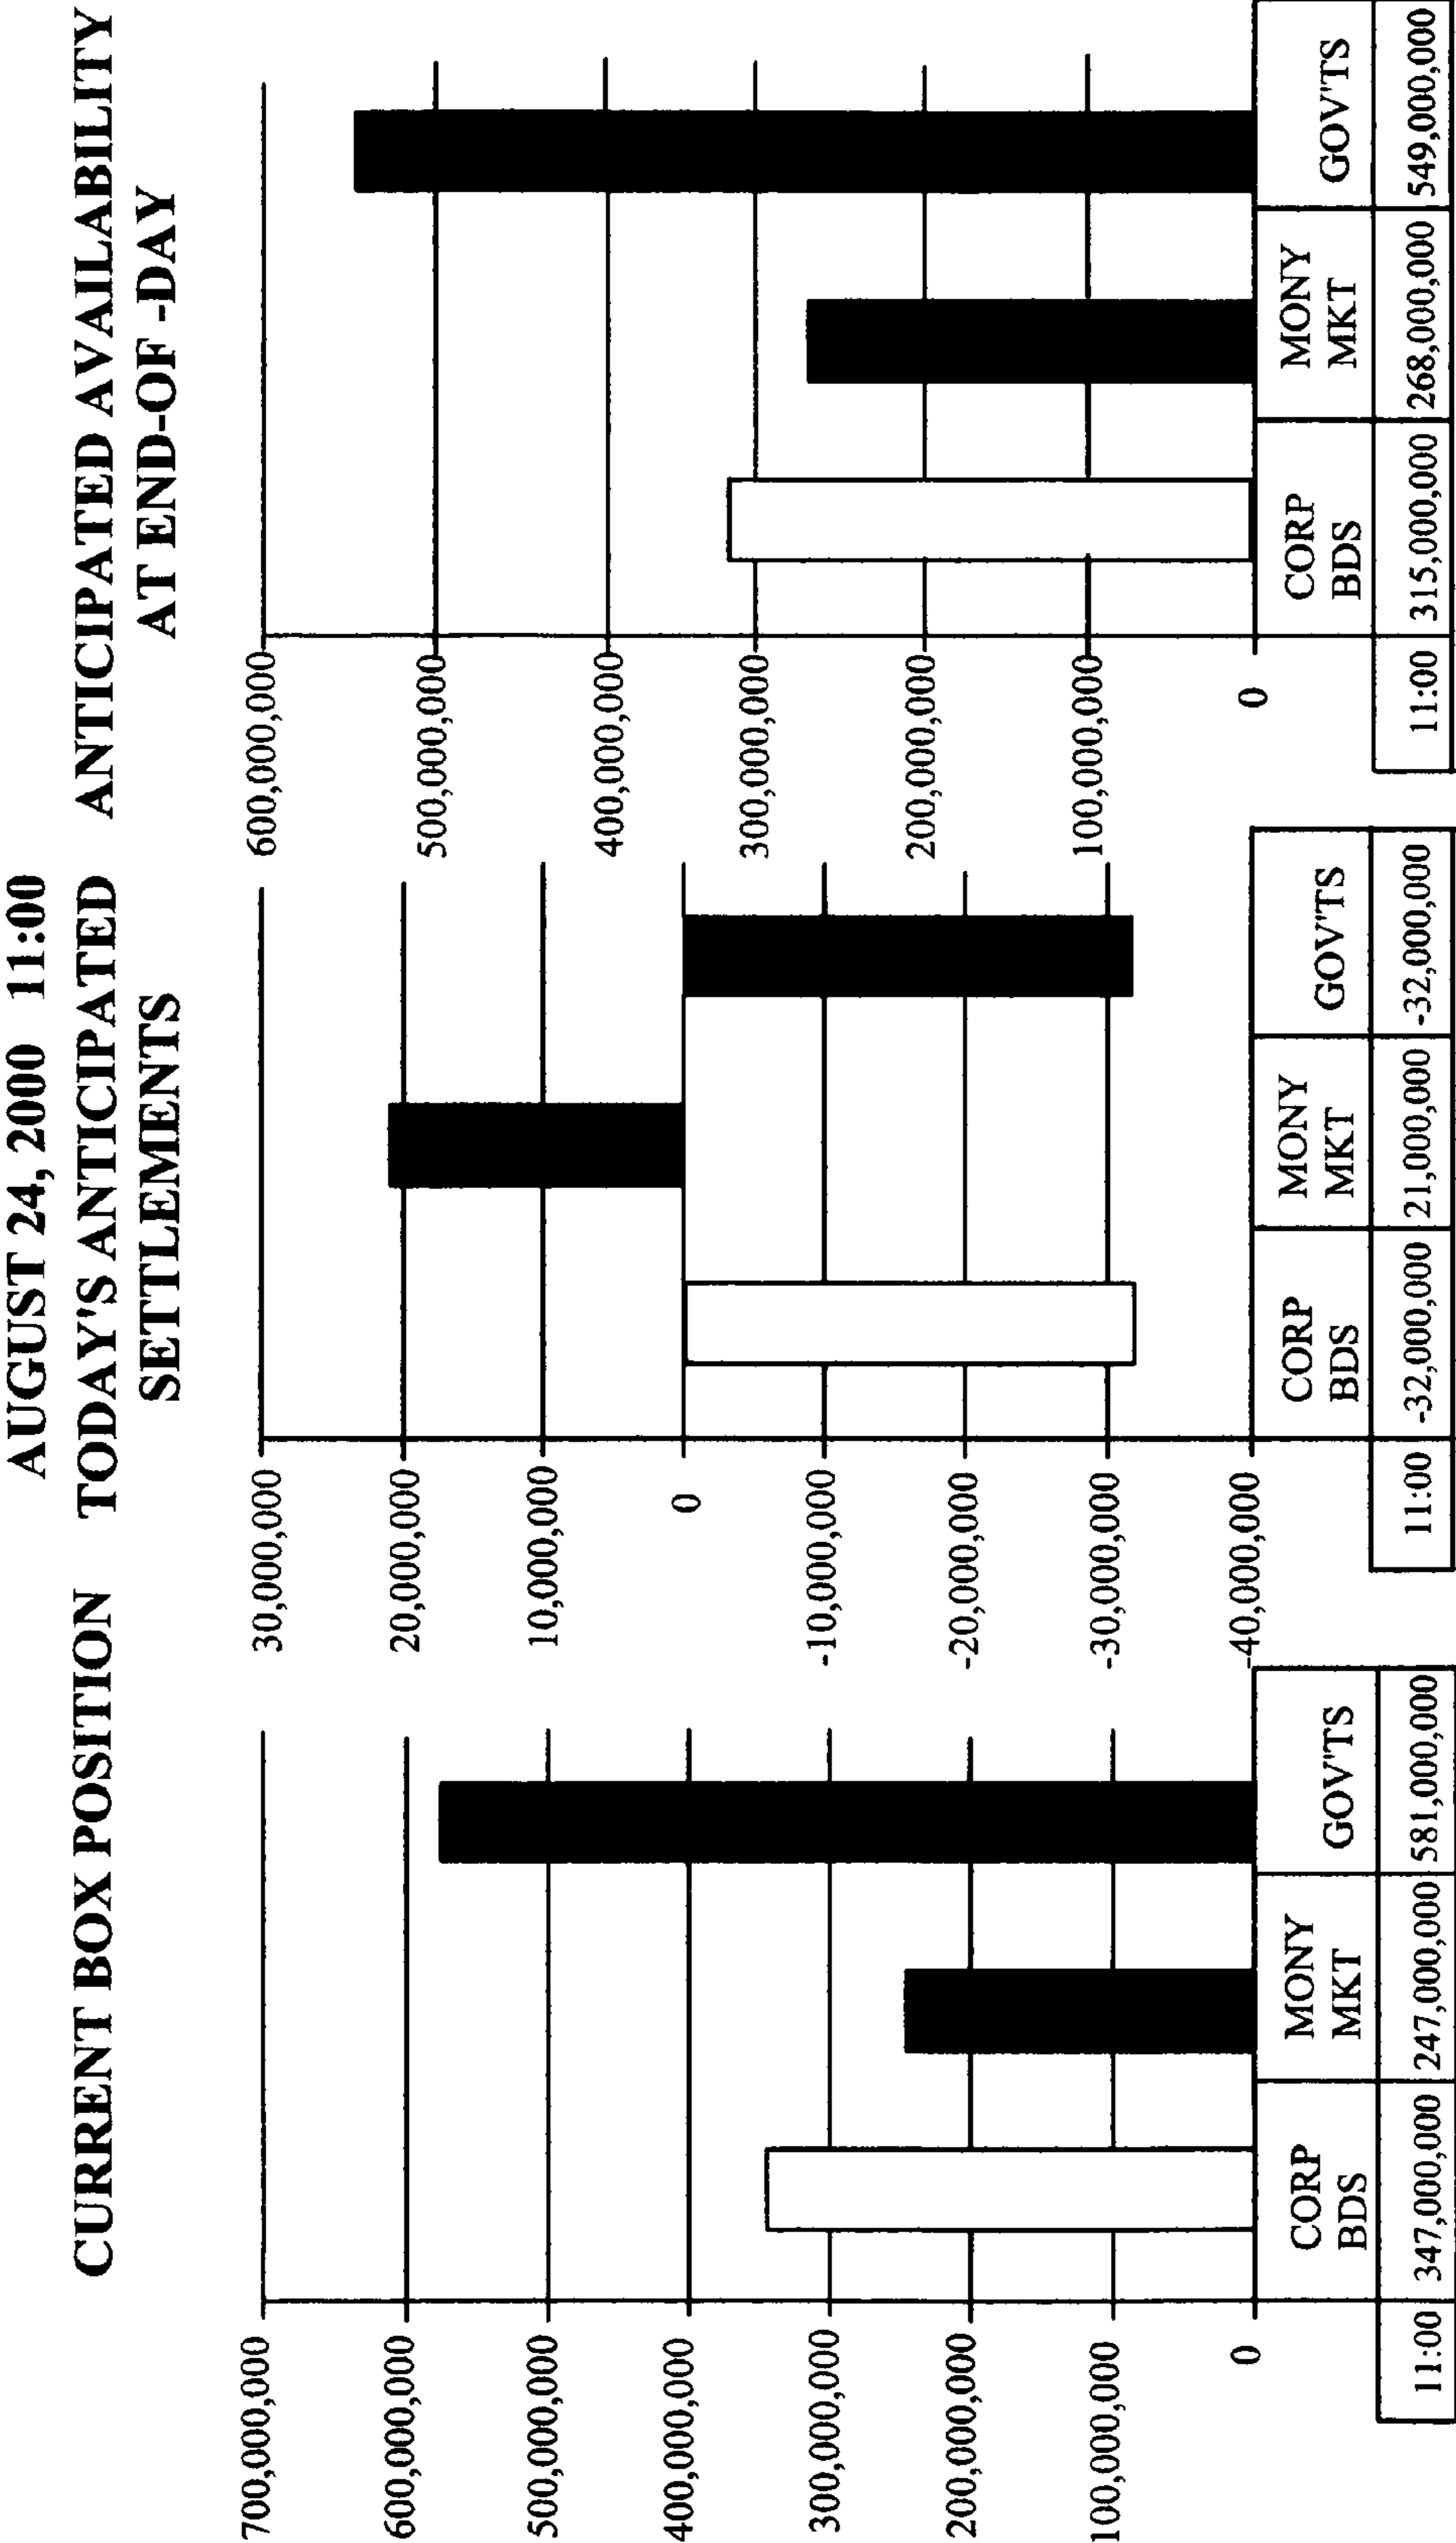 AUGUST 24, 2000 11:00
CURRENT BOX POSITION
700,000,000
600,000,000
500,000,000
400,000,000
300,000,000
200,000,000
100,000,000
0
CORP BDS
MONY MKT
GOV'TS
11:00 347,000,000 247,000,000 581,000,000
TODAY'S ANTICIPATED
SETTLEMENTS
30,000,000
20,000,000
10,000,000
0
-10,000,000
-20,000,000
-30,000,000
-40,000,000
CORP BDS
MONY MKT
GOV'TS
11:00 -32,000,000 21,000,000 -32,000,000
ANTICIPATED AVAILABILITY
AT END-OF -DAY
600,000,000
500,000,000
400,000,000
300,000,000
200,000,000
100,000,000
0
CORP BDS
MONY MKT
GOV'TS
11:00 315,000,000 268,000,000 549,000,000